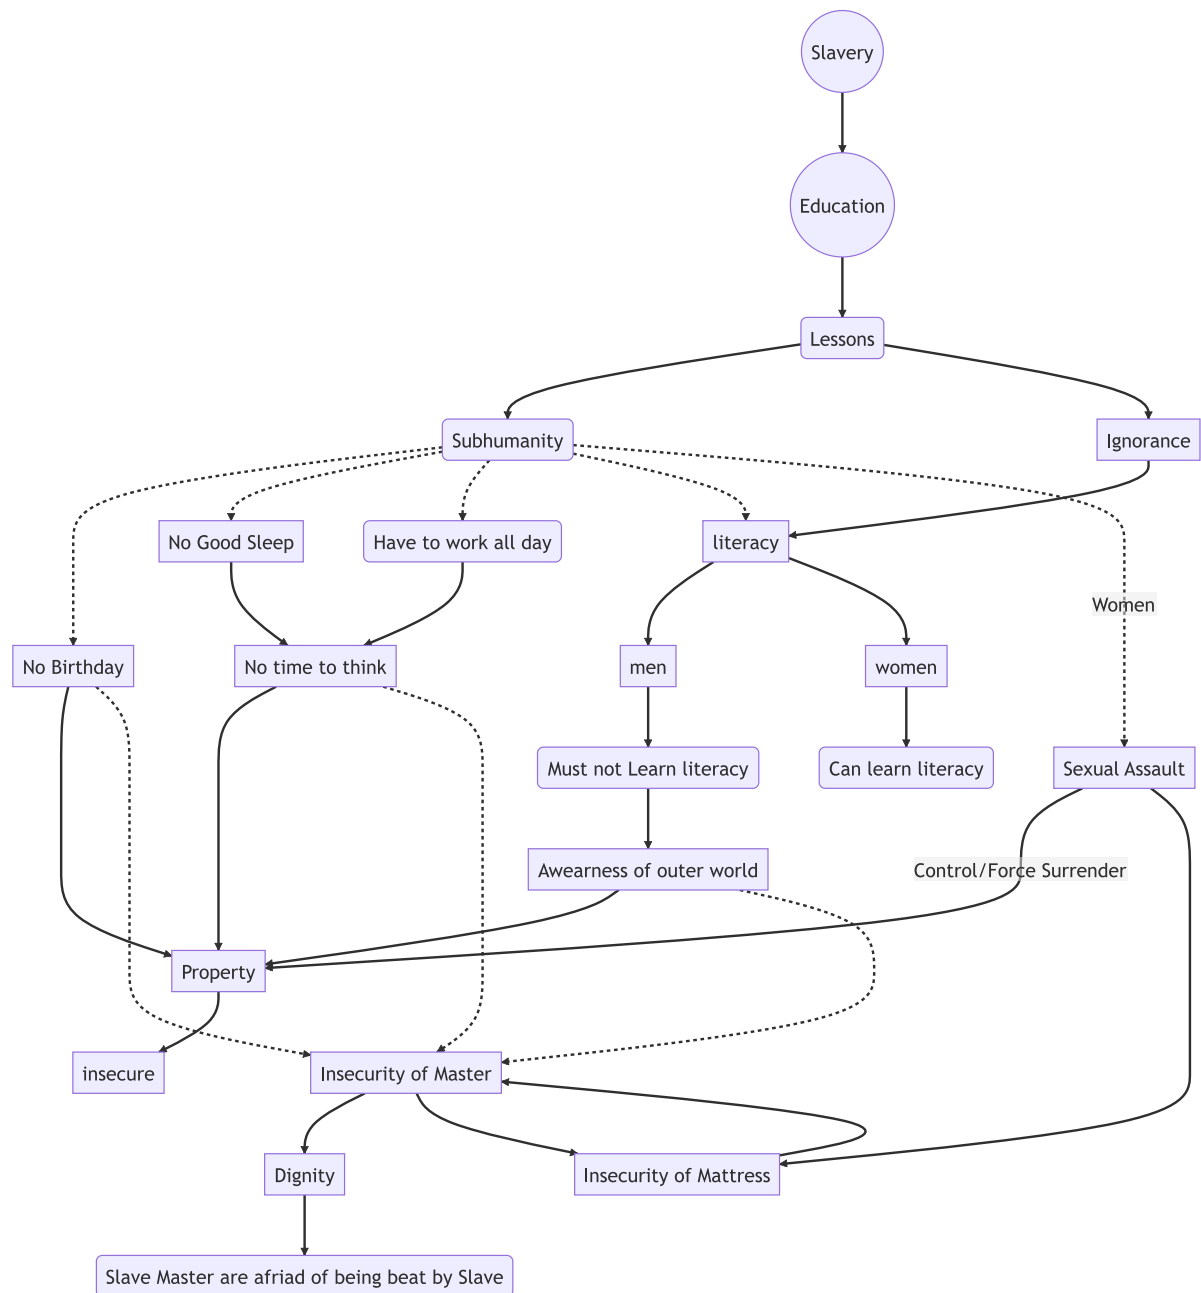 Slavery
Education
Lessons
Subhumanity
Ignorance
No Good Sleep
Have to work all day
literacy
Women
No Birthday
No time to think
men
women
Must not Learn literacy
Can learn literacy
Sexual Assault
Awearness of outer world
Control/Force Surrender
Property
insecure
Insecurity of Master
Dignity
Insecurity of Mattress
Slave Master are afriad of being beat by Slave